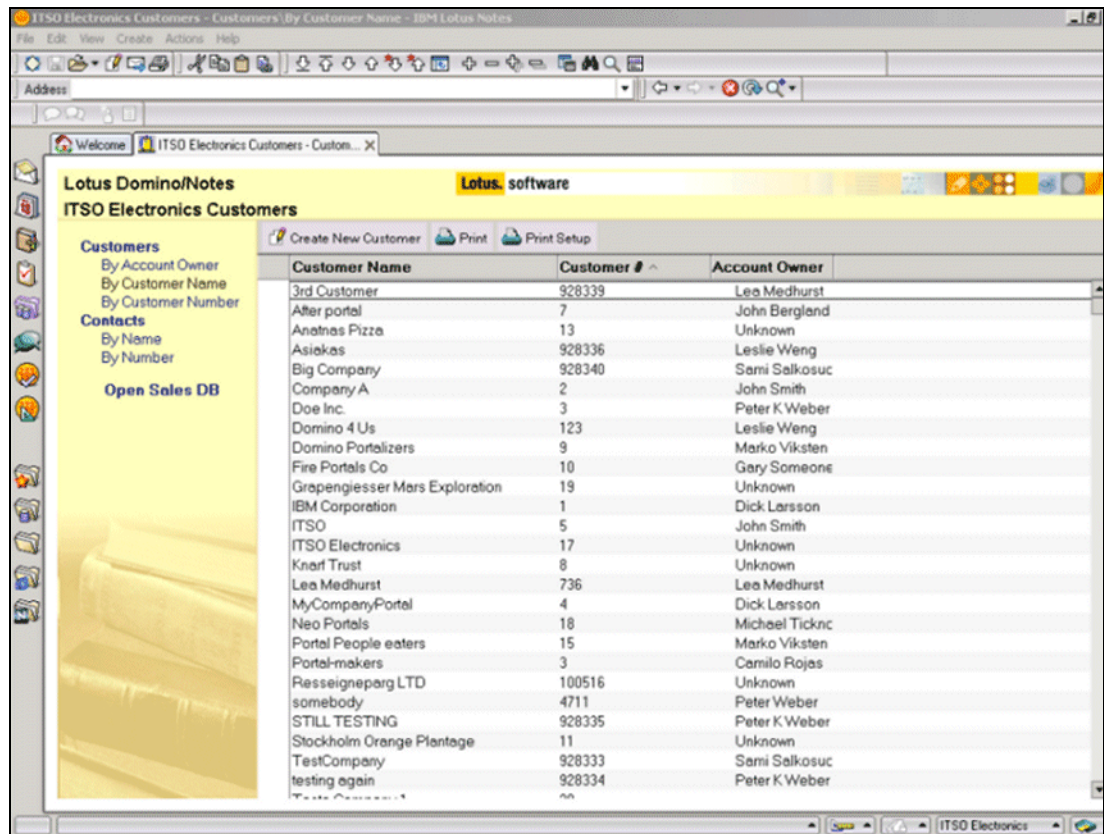 ITSO Electronics Customers - Customers\By Customer Name - IBM Lotus Notes
File Edit View Create Actions Help
Address
Welcome ITSO Electronics Customers - Custom...
Lotus Domino/Notes
Lotus. software
ITSO Electronics Customers
Create New Customer Print Print Setup
Customers
By Account Owner
By Customer Name
By Customer Number
Contacts
By Name
By Number
Open Sales DB
Customer Name Customer # Account Owner
3rd Customer 928339 Lea Medhurst
After portal 7 John Bergland
Anatnas Pizza 13 Unknown
Asiakas 928336 Leslie Weng
Big Company 928340 Sami Salkosuc
Company A 2 John Smith
Doe Inc. 3 Peter K Weber
Domino 4 Us 123 Leslie Weng
Domino Portalizers 9 Marko Viksten
Fire Portals Co 10 Gary Someone
Grapengiesser Mars Exploration 19 Unknown
IBM Corporation 1 Dick Larsson
ITSO 5 John Smith
ITSO Electronics 17 Unknown
Knarf Trust 8 Unknown
Lea Medhurst 736 Lea Medhurst
MyCompanyPortal 4 Dick Larsson
Neo Portals 18 Michael Ticknc
Portal People eaters 15 Marko Viksten
Portal-makers 3 Camilo Rojas
Resseigneparg LTD 100516 Unknown
somebody 4711 Peter Weber
STILL TESTING 928335 Peter K Weber
Stockholm Orange Plantage 11 Unknown
TestCompany 928333 Sami Salkosuc
testing again 928334 Peter K Weber
ITSO Electronics